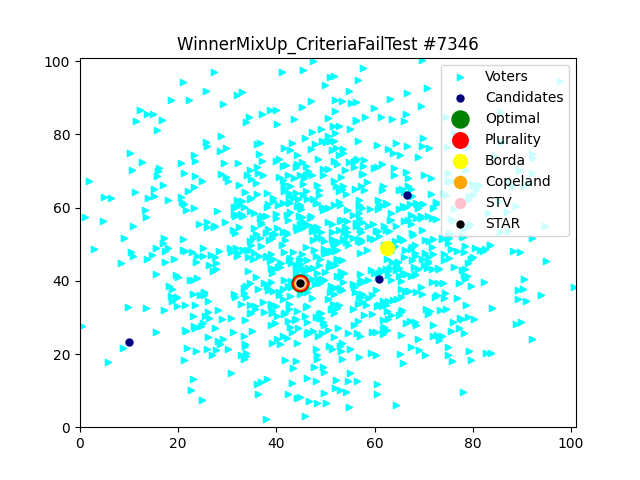 WinnerMixUp_CriteriaFailTest #7346
100
80
60
40
20
0
0 20 40 60 80 100
Voters
Candidates
Optimal
Plurality
Borda
Copeland
STV
STAR